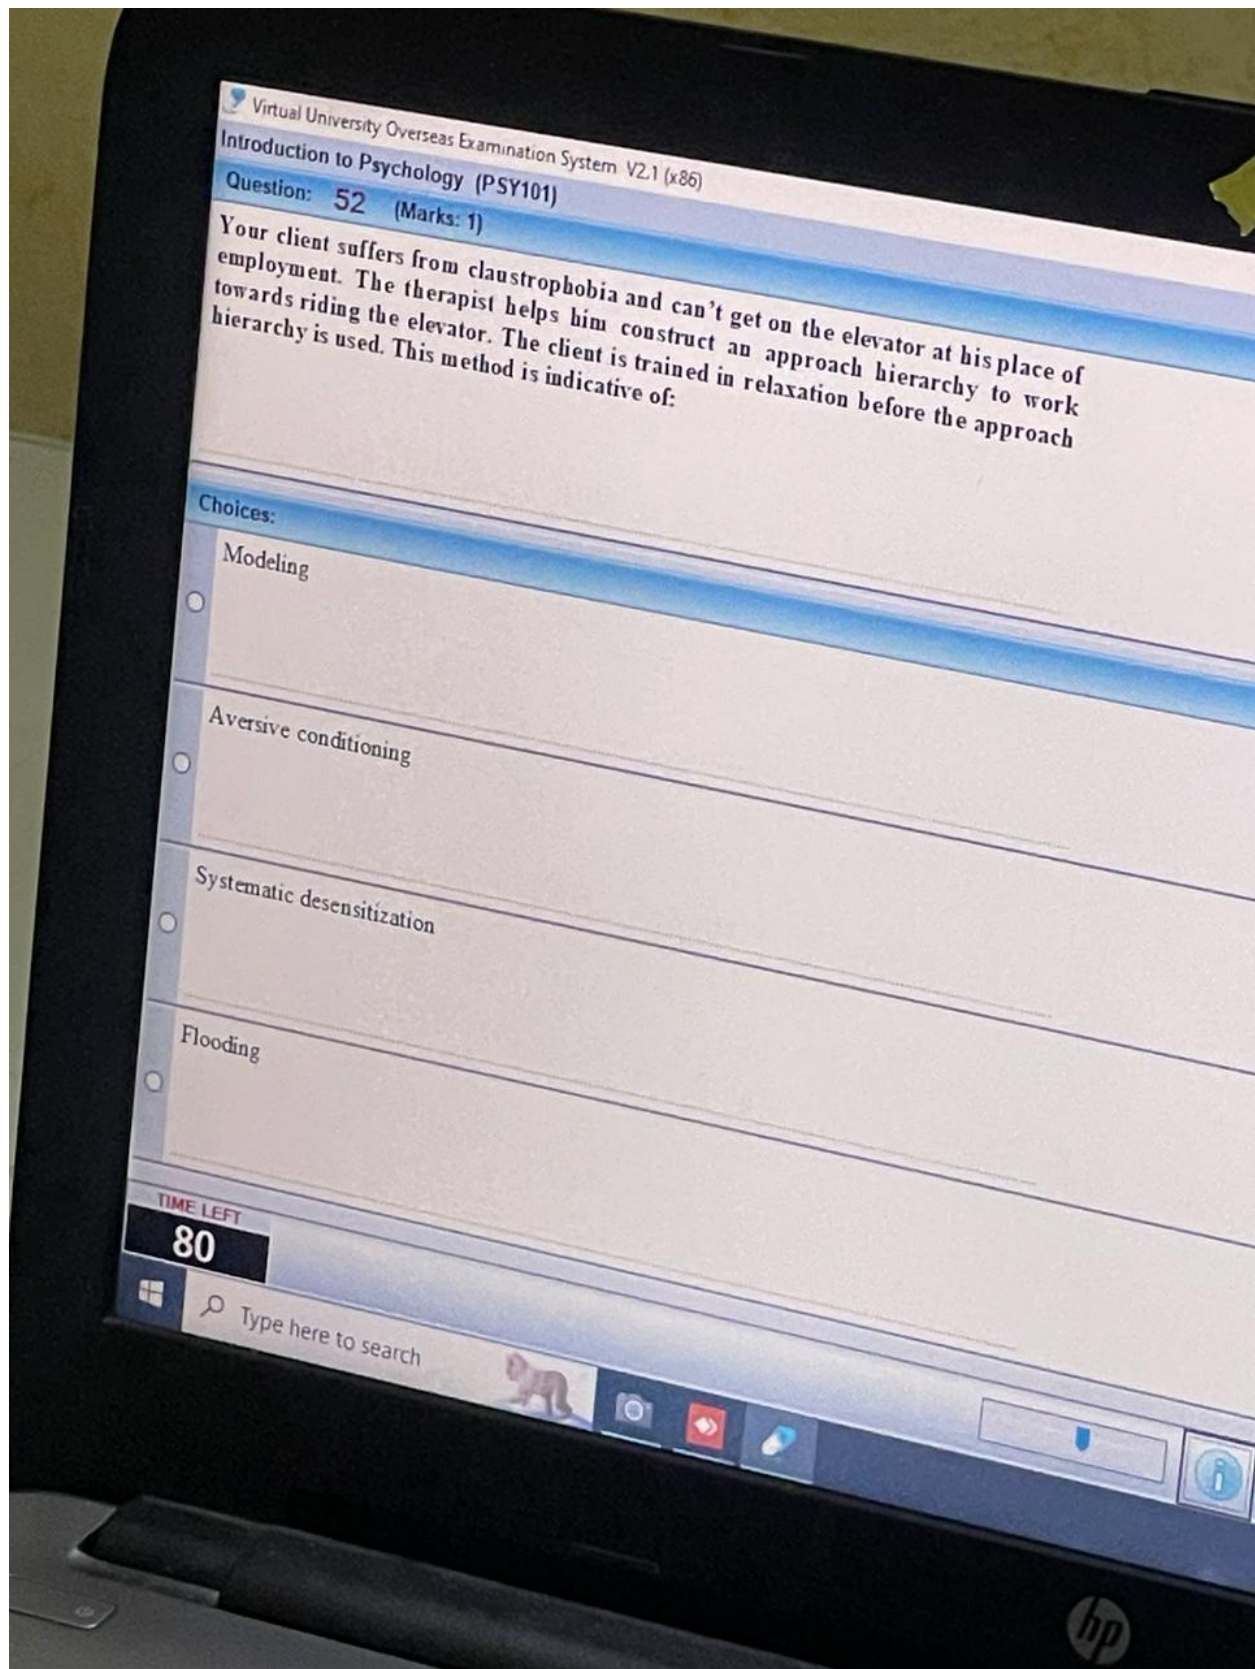 Virtual University Overseas Examination System V2.1 (x86)
Introduction to Psychology (PSY101)
Question: 52 (Marks: 1)
Your client suffers from claustrophobia and can't get on the elevator at his place of
employment. The therapist helps him construct an approach hierarchy to work
towards riding the elevator. The client is trained in relaxation before the approach
hierarchy is used. This method is indicative of:
Choices:
Modeling
Aversive conditioning
Systematic desensitization
Flooding
TIME LEFT
80
Type here to search
hp